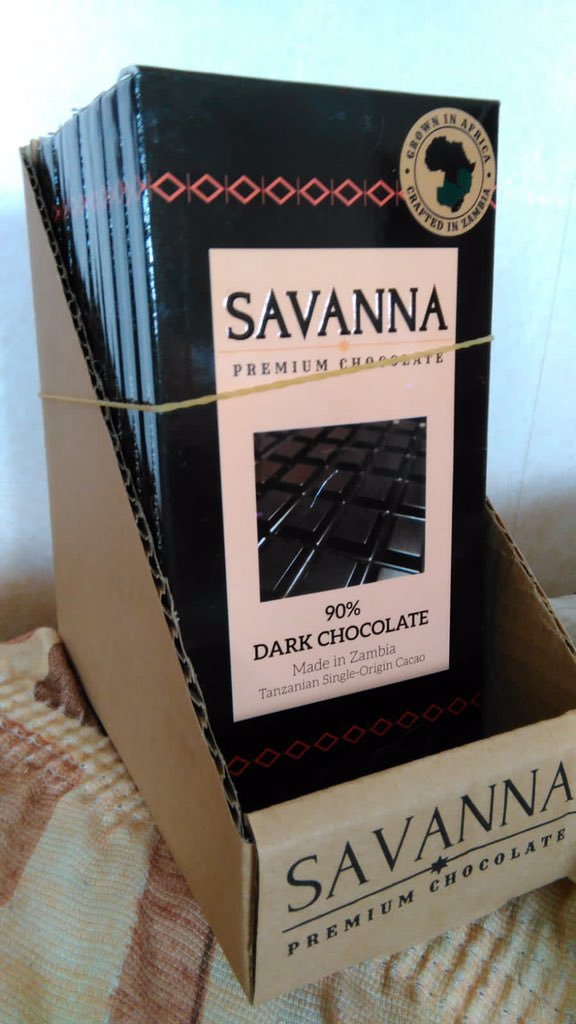 GROWN IN AFRICA
CRAFTED IN ZAMBIA
SAVANNA
PREMIUM CHOCOLATE
90%
DARK CHOCOLATE
Made in Zambia
Tanzanian Single-Origin Cacao
SAVANNA
PREMIUM CHOCOLATE